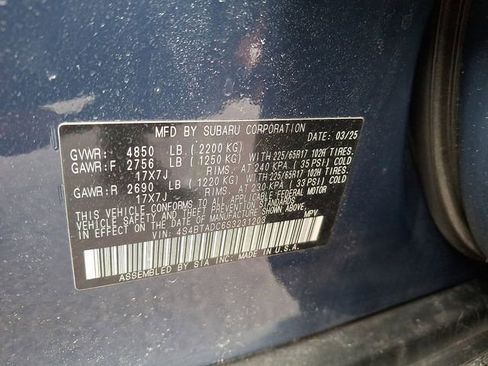 MFD BY SUBARU CORPORATION DATE: 03/25
GVWR: 4850 LB. (2200 KG)
GAWR:F 2756 LB. (1250 KG) WITH 225/65R17 102H TIRES.
17X7J RIMS. AT 240 KPA ( 35 PSI) COLD
GAWR:R 2690 LB. (1220 KG) WITH 225/65R17 102H TIRES.
17X7J RIMS. AT 230 KPA ( 33 PSI) COLD
THIS VEHICLE CONFORMS TO ALL APPLICABLE FEDERAL MOTOR
VEHICLE SAFETY STANDARDS IN EFFECT ON THE
DATE OF MANUFACTURE SHOWN ABOVE.
VIN: MPV
ASSEMBLED BY SIA INC. MADE IN U.S.A.